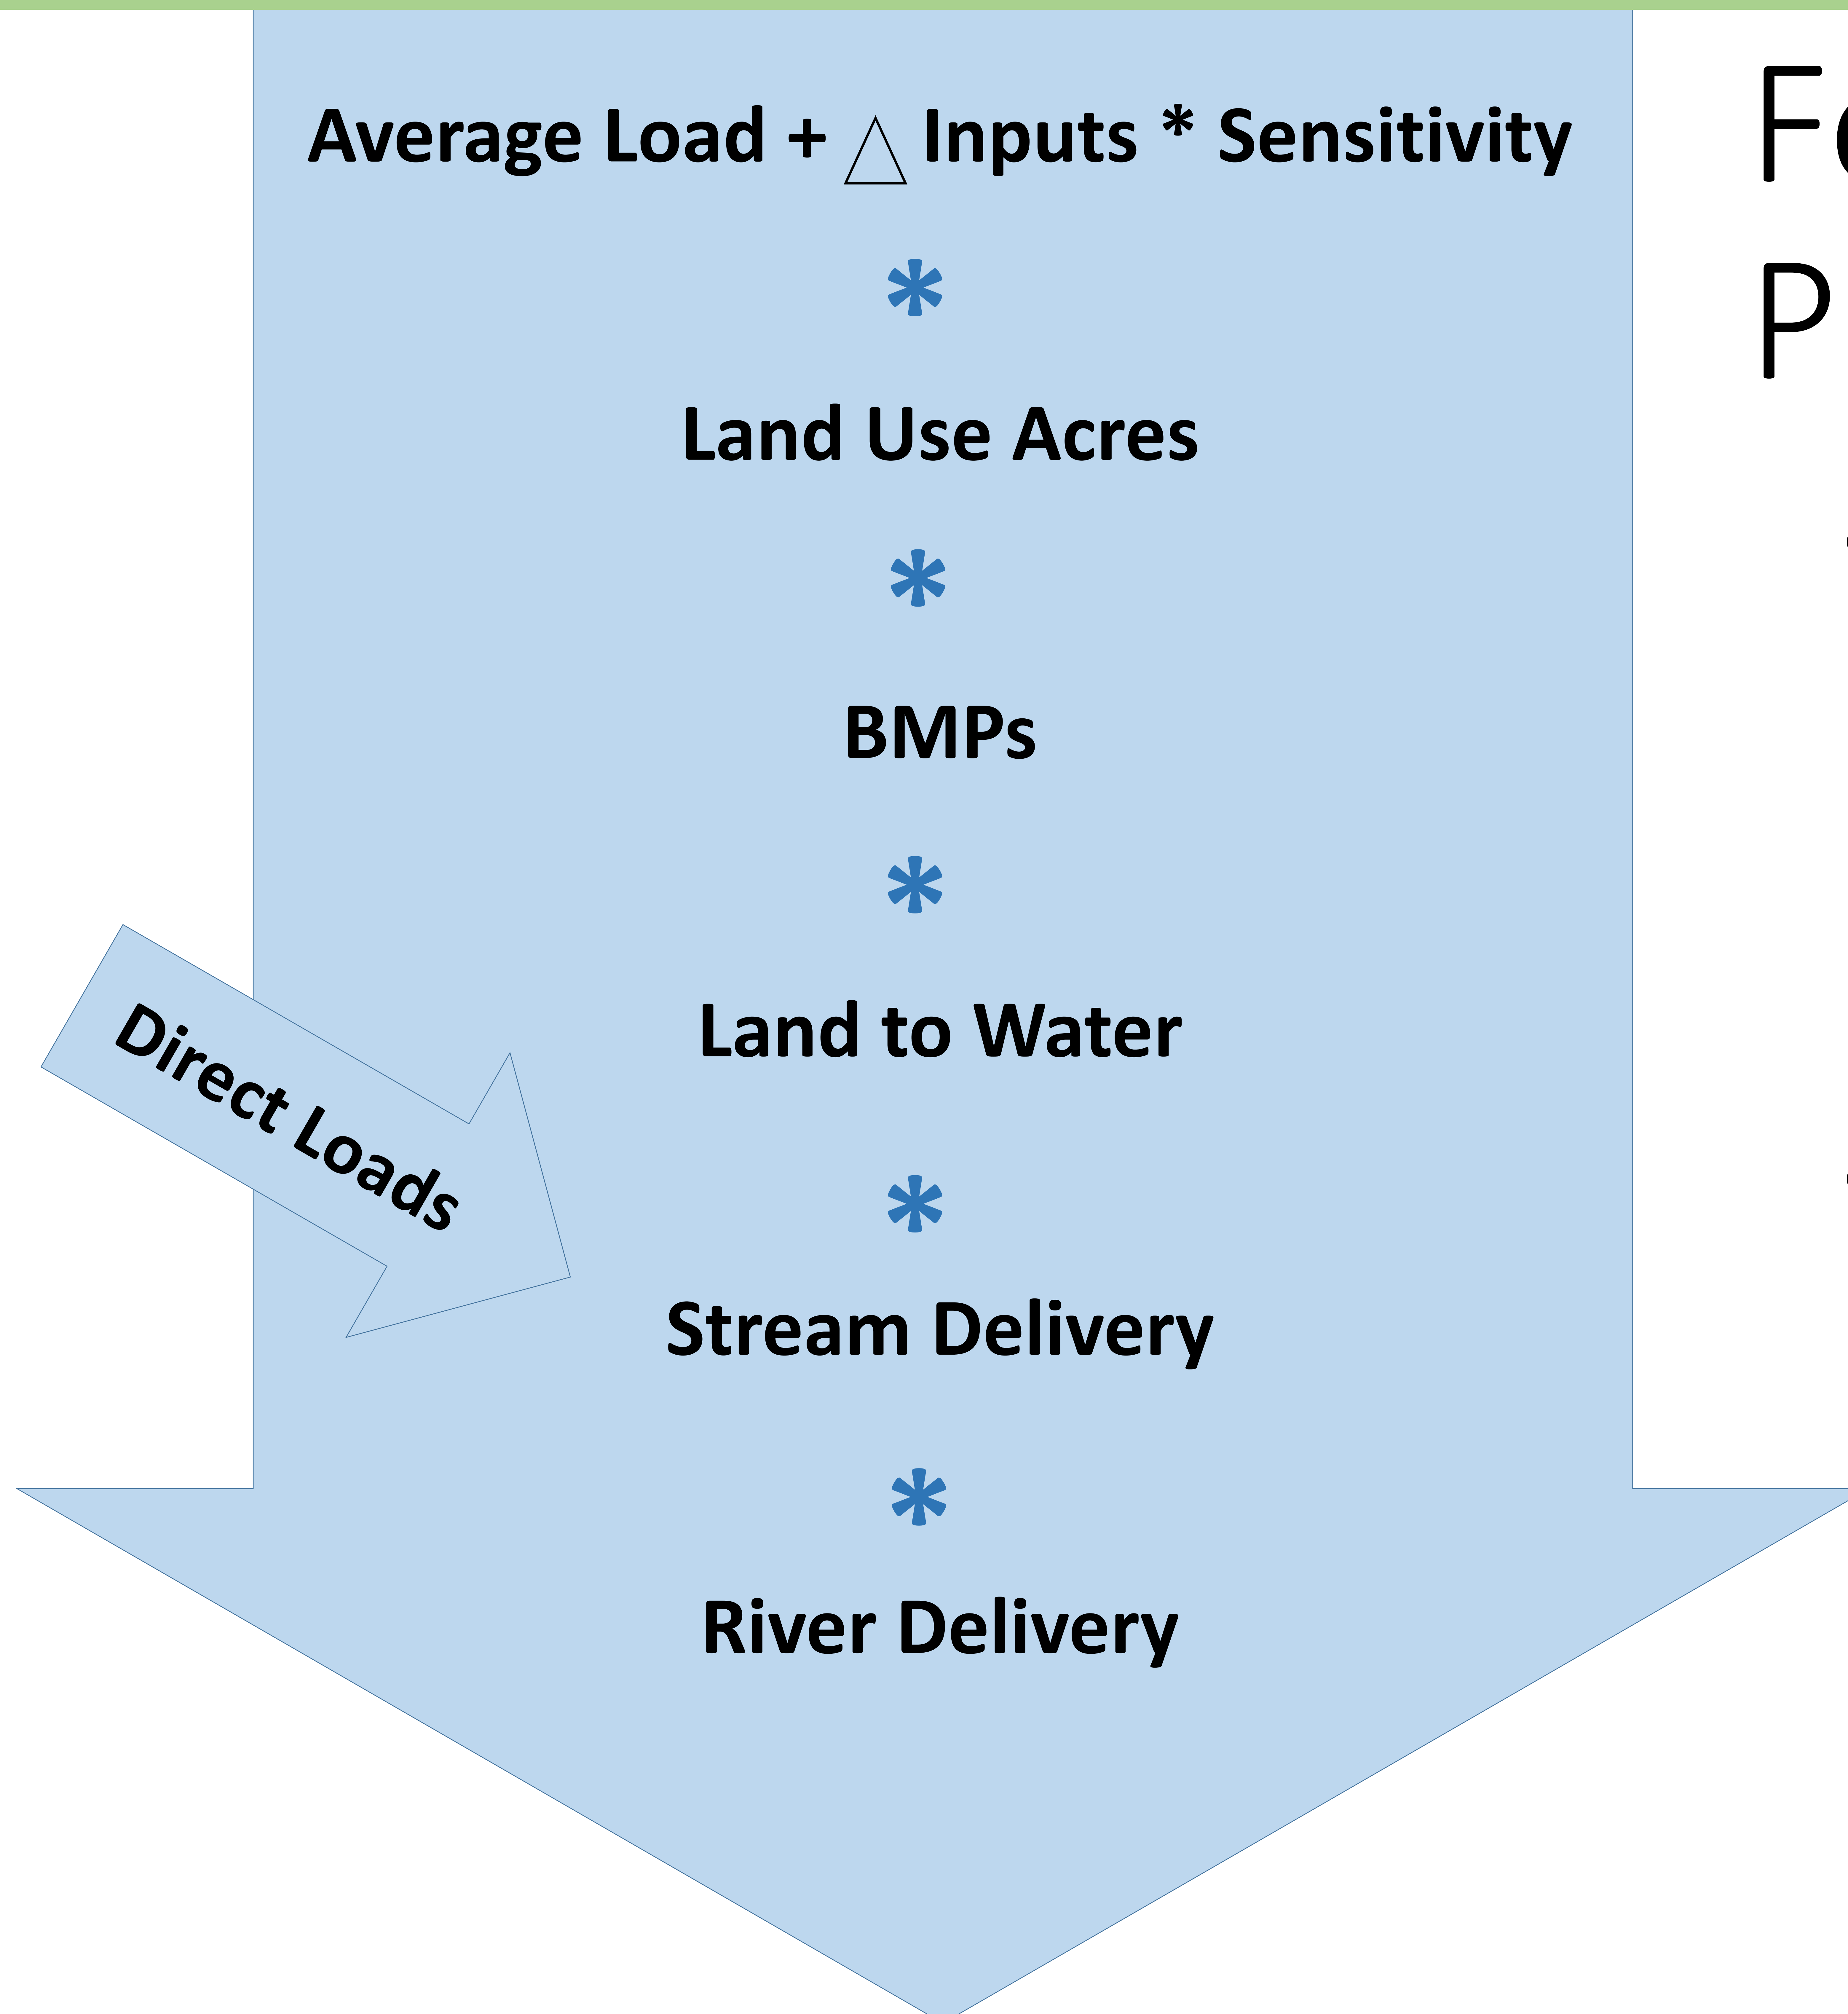 Average Load + △ Inputs * Sensitivity
*
Land Use Acres
*
BMPs
*
Land to Water
*
Direct Loads
Stream Delivery
*
River Delivery